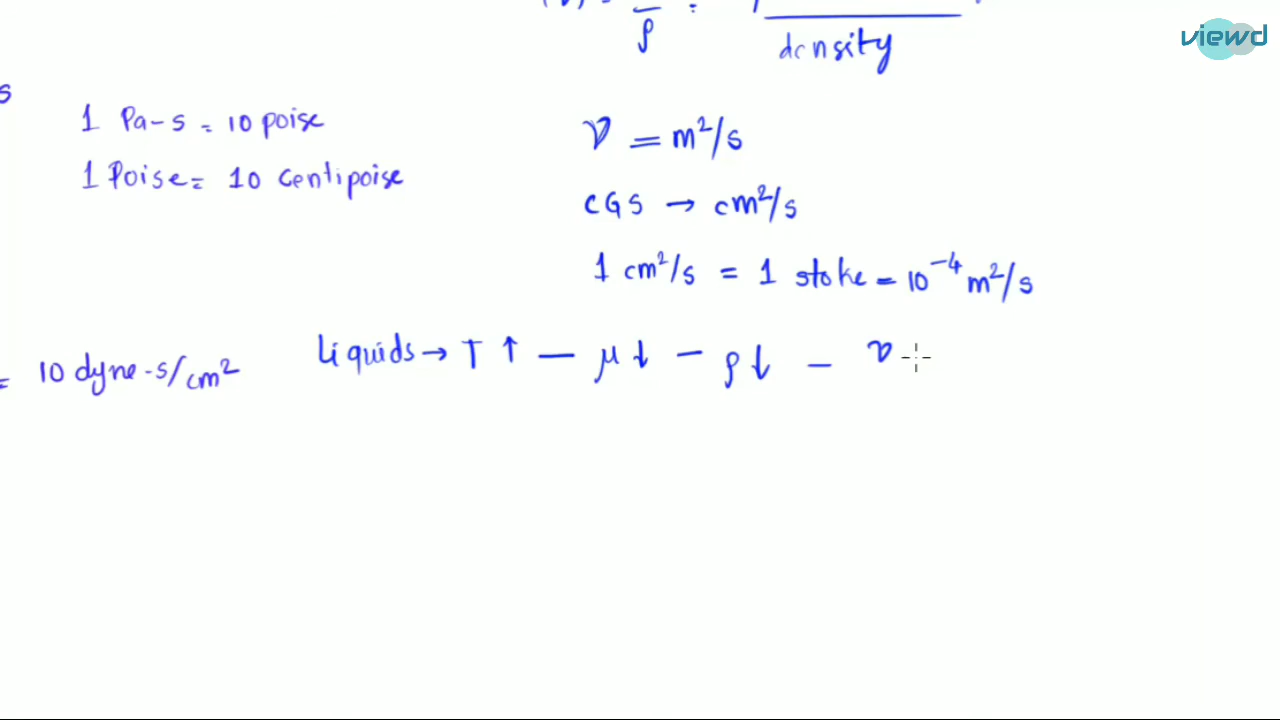 viewd
ρ
density
s
1 Pa-s = 10 poise
1 Poise = 10 centipoise
ν = m²/s
CGS → cm²/s
1 cm²/s = 1 stoke = 10⁻⁴ m²/s
= 10 dyne-s/cm²
liquids → T ↑ — μ ↓ — ρ ↓ — ν